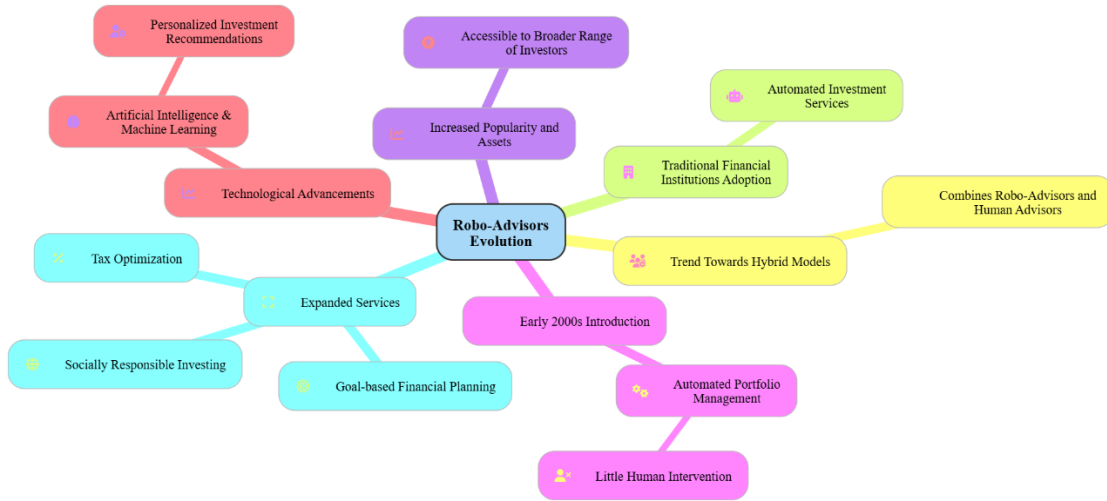 Personalized Investment
Recommendations
Artificial Intelligence &
Machine Learning
Technological Advancements
Accessible to Broader Range
of Investors
Increased Popularity and
Assets
Automated Investment
Services
Traditional Financial
Institutions Adoption
Combines Robo-Advisors and
Human Advisors
Trend Towards Hybrid Models
Robo-Advisors
Evolution
Tax Optimization
Expanded Services
Socially Responsible Investing
Goal-based Financial Planning
Early 2000s Introduction
Automated Portfolio
Management
Little Human Intervention